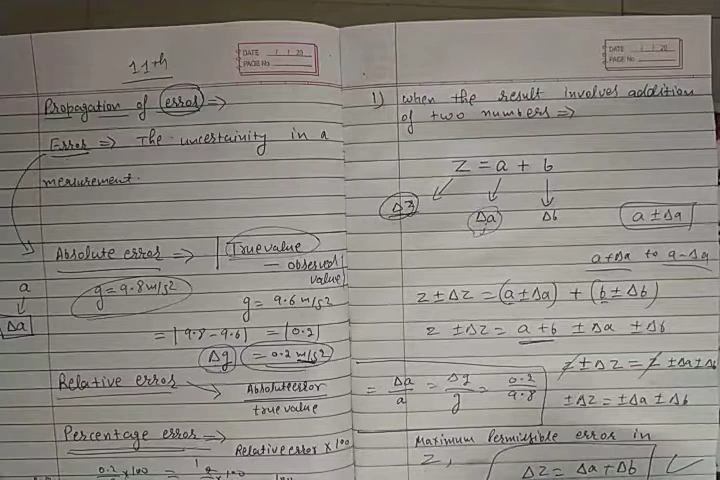 11th
DATE / / 20
PAGE No
Propagation of error ⇒
Error ⇒ The uncertainity in a
measurement.
Absolute error ⇒ |True value
— observed
value|
a
↓
Δa
g = 9.8 m/s2
g = 9.6 m/s2
= |9.8 - 9.6| = |0.2|
Δg = 0.2 m/s2
Relative error → Absolute error
true value
Percentage error ⇒
Relative error × 100
DATE / / 20
PAGE No
1) when the result involves addition
of two numbers ⇒
z = a + b
Δz Δa Δb
a ± Δa
a + Δa to a - Δa
z ± Δz = (a ± Δa) + (b ± Δb)
z ± Δz = a + b ± Δa ± Δb
z ± Δz = z ± Δa ± Δb
= Δa/a = Δg/g = 0.2/9.8
± Δz = ± Δa ± Δb
Maximum Permissible error in
z,
Δz = Δa + Δb